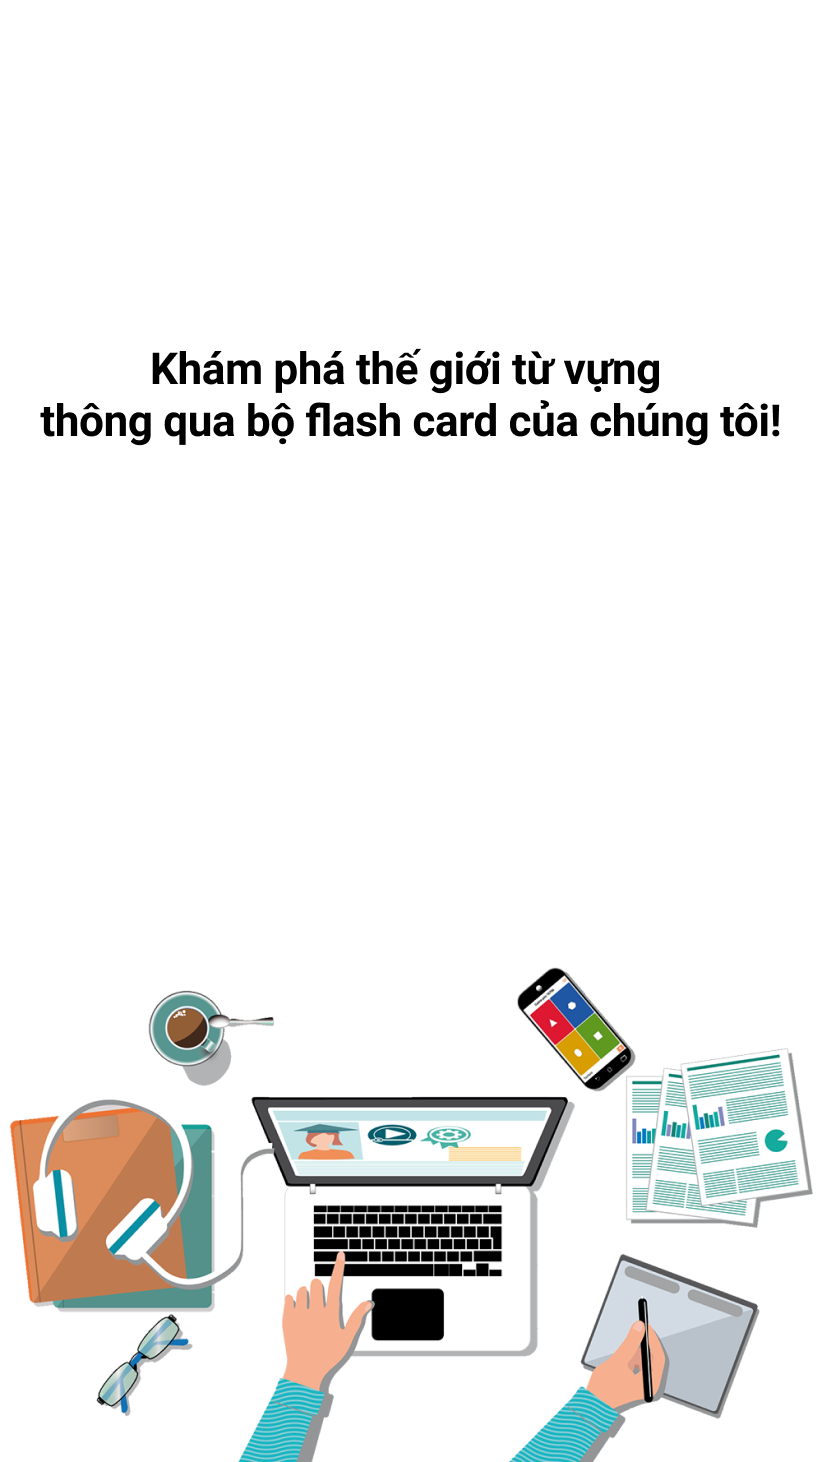 Khám phá thế giới từ vựng
thông qua bộ flash card của chúng tôi!